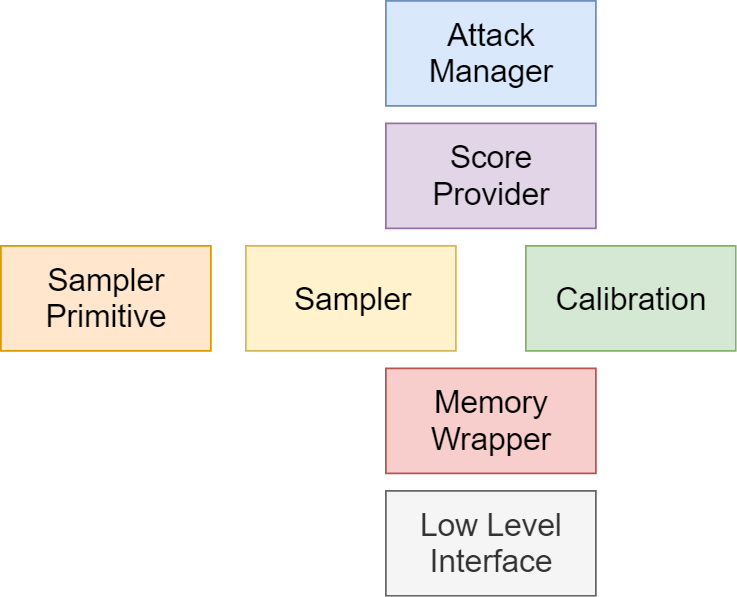 Attack
Manager
Score
Provider
Sampler
Primitive
Sampler
Calibration
Memory
Wrapper
Low Level
Interface